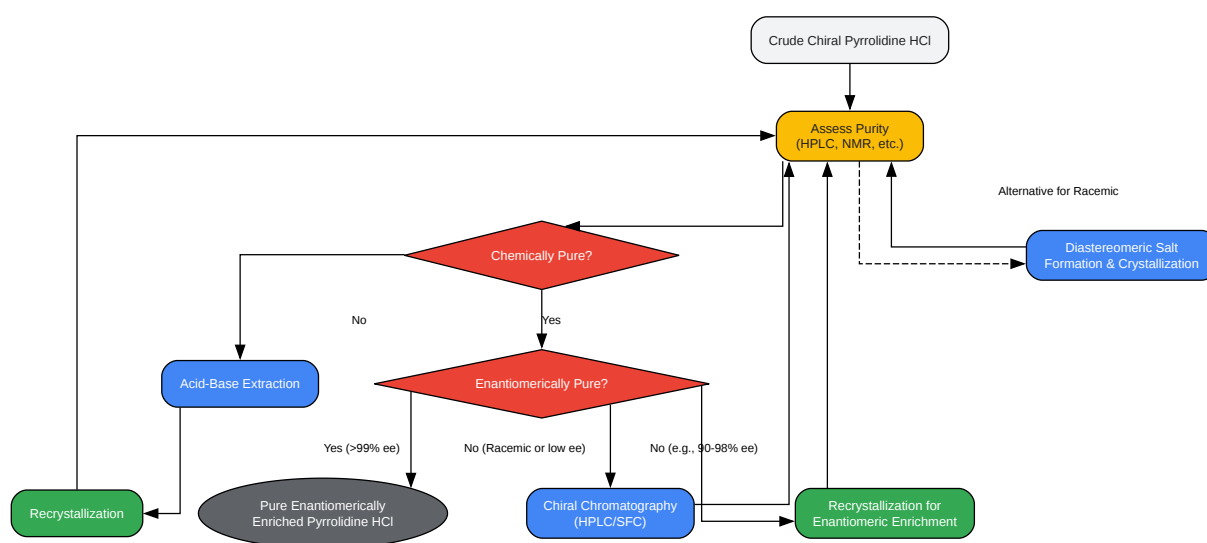 Crude Chiral Pyrrolidine HCl
Assess Purity
(HPLC, NMR, etc.)
Alternative for Racemic
Diastereomeric Salt
Formation & Crystallization
Chemically Pure?
No
Yes
Acid-Base Extraction
Enantiomerically Pure?
Yes (>99% ee)
No (Racemic or low ee)
No (e.g., 90-98% ee)
Recrystallization
Pure Enantiomerically
Enriched Pyrrolidine HCl
Chiral Chromatography
(HPLC/SFC)
Recrystallization for
Enantiomeric Enrichment